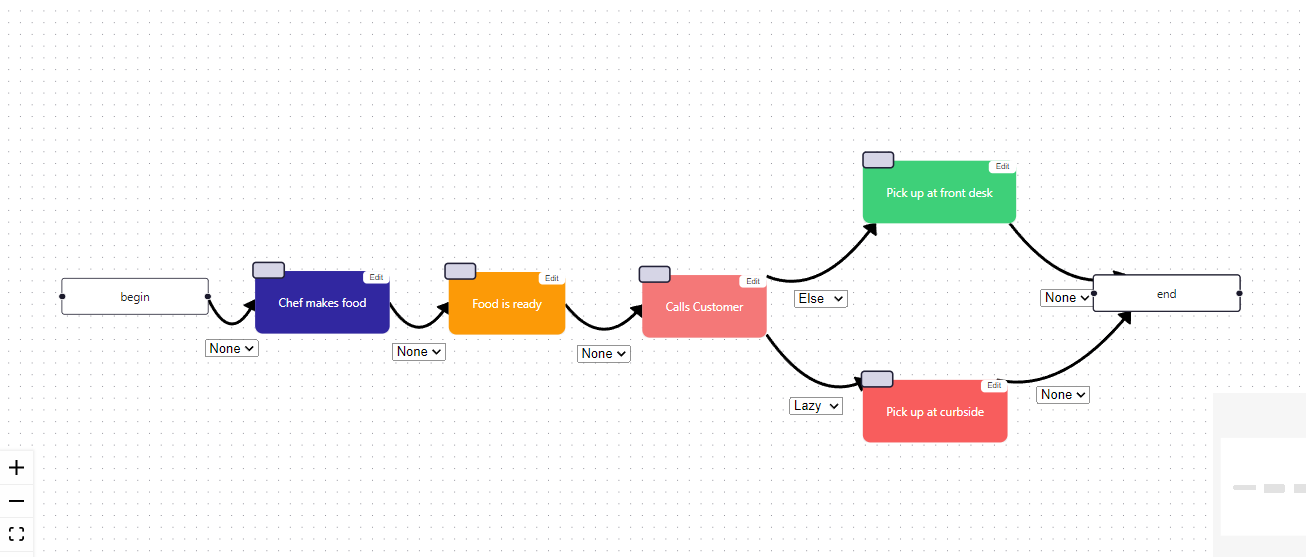 begin
None
Edit
Chef makes food
None
Edit
Food is ready
None
Edit
Calls Customer
Else
Lazy
Edit
Pick up at front desk
None
Edit
Pick up at curbside
None
end